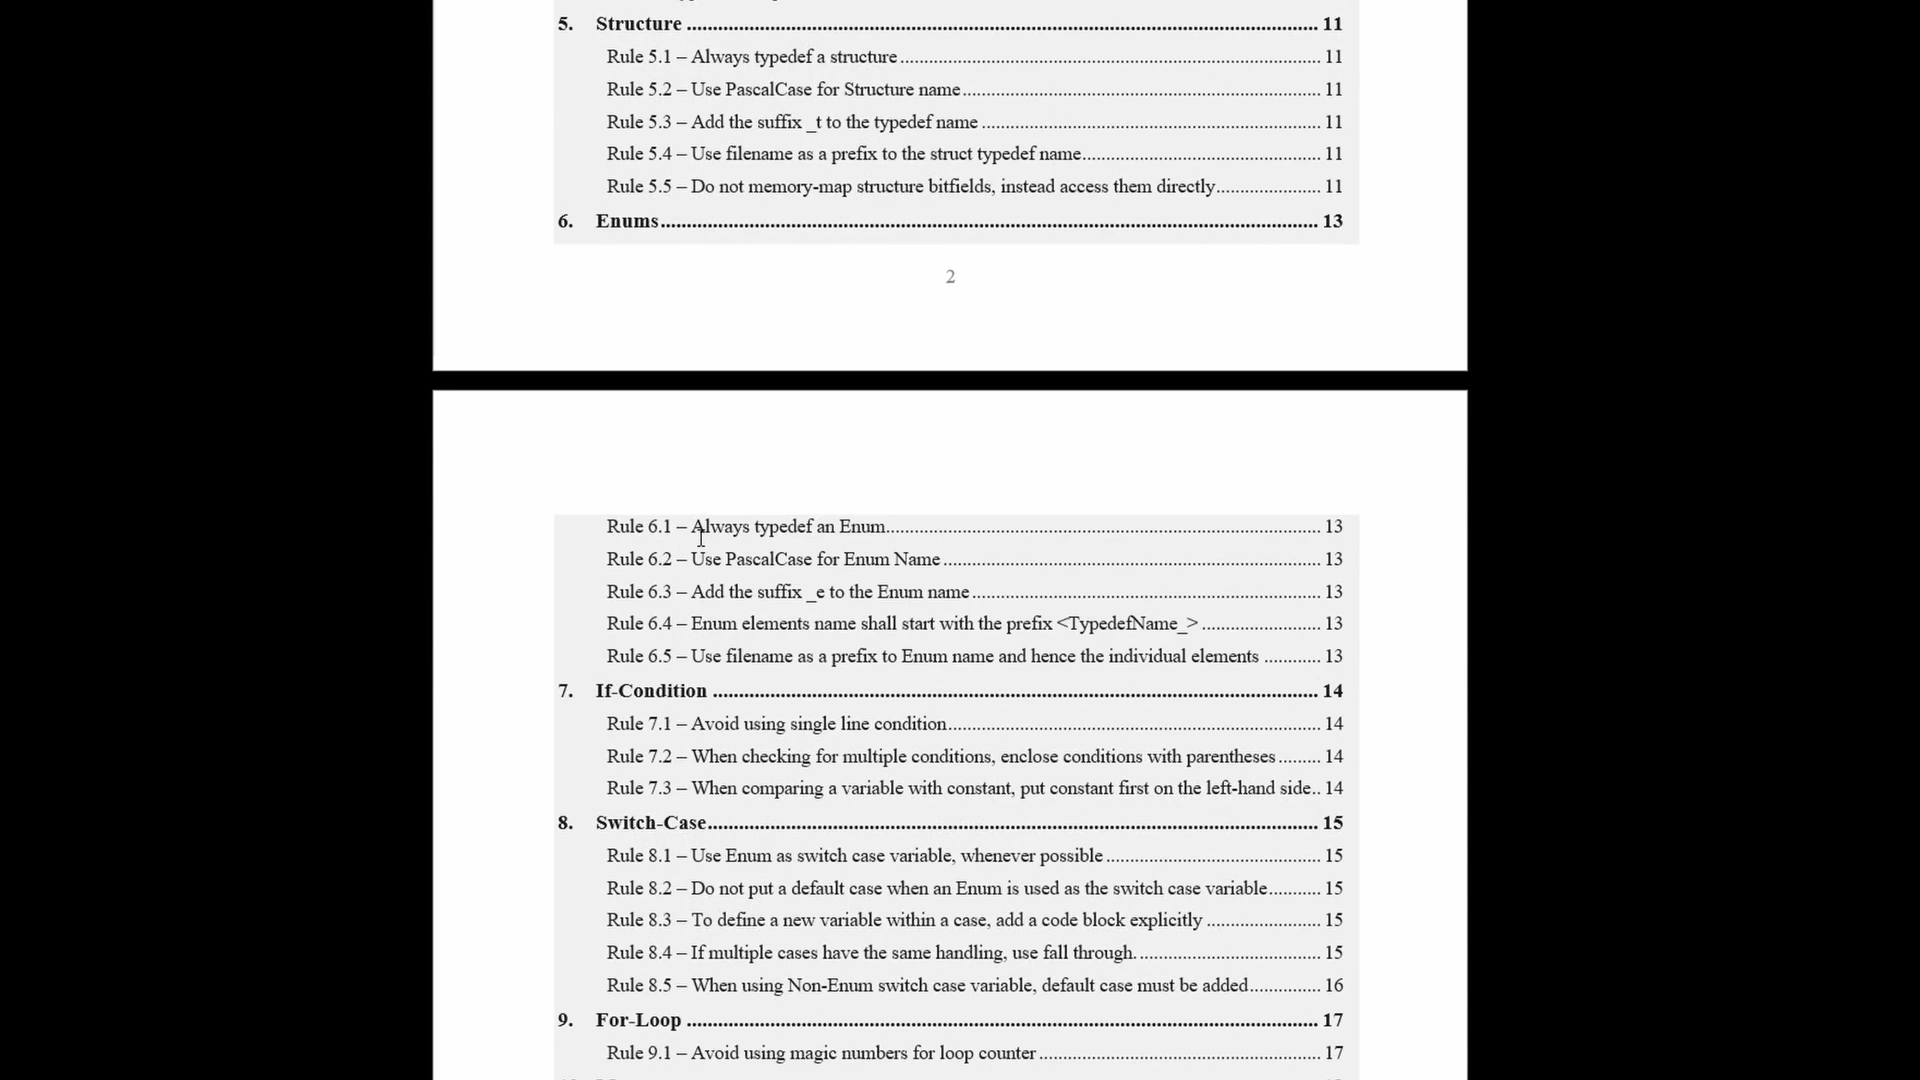 5. Structure ........ 11
Rule 5.1 – Always typedef a structure ........ 11
Rule 5.2 – Use PascalCase for Structure name ........ 11
Rule 5.3 – Add the suffix _t to the typedef name ........ 11
Rule 5.4 – Use filename as a prefix to the struct typedef name ........ 11
Rule 5.5 – Do not memory-map structure bitfields, instead access them directly ........ 11
6. Enums ........ 13
2
Rule 6.1 – Always typedef an Enum ........ 13
Rule 6.2 – Use PascalCase for Enum Name ........ 13
Rule 6.3 – Add the suffix _e to the Enum name ........ 13
Rule 6.4 – Enum elements name shall start with the prefix <TypedefName_> ........ 13
Rule 6.5 – Use filename as a prefix to Enum name and hence the individual elements ........ 13
7. If-Condition ........ 14
Rule 7.1 – Avoid using single line condition ........ 14
Rule 7.2 – When checking for multiple conditions, enclose conditions with parentheses ........ 14
Rule 7.3 – When comparing a variable with constant, put constant first on the left-hand side.. 14
8. Switch-Case ........ 15
Rule 8.1 – Use Enum as switch case variable, whenever possible ........ 15
Rule 8.2 – Do not put a default case when an Enum is used as the switch case variable ........ 15
Rule 8.3 – To define a new variable within a case, add a code block explicitly ........ 15
Rule 8.4 – If multiple cases have the same handling, use fall through. ........ 15
Rule 8.5 – When using Non-Enum switch case variable, default case must be added ........ 16
9. For-Loop ........ 17
Rule 9.1 – Avoid using magic numbers for loop counter ........ 17